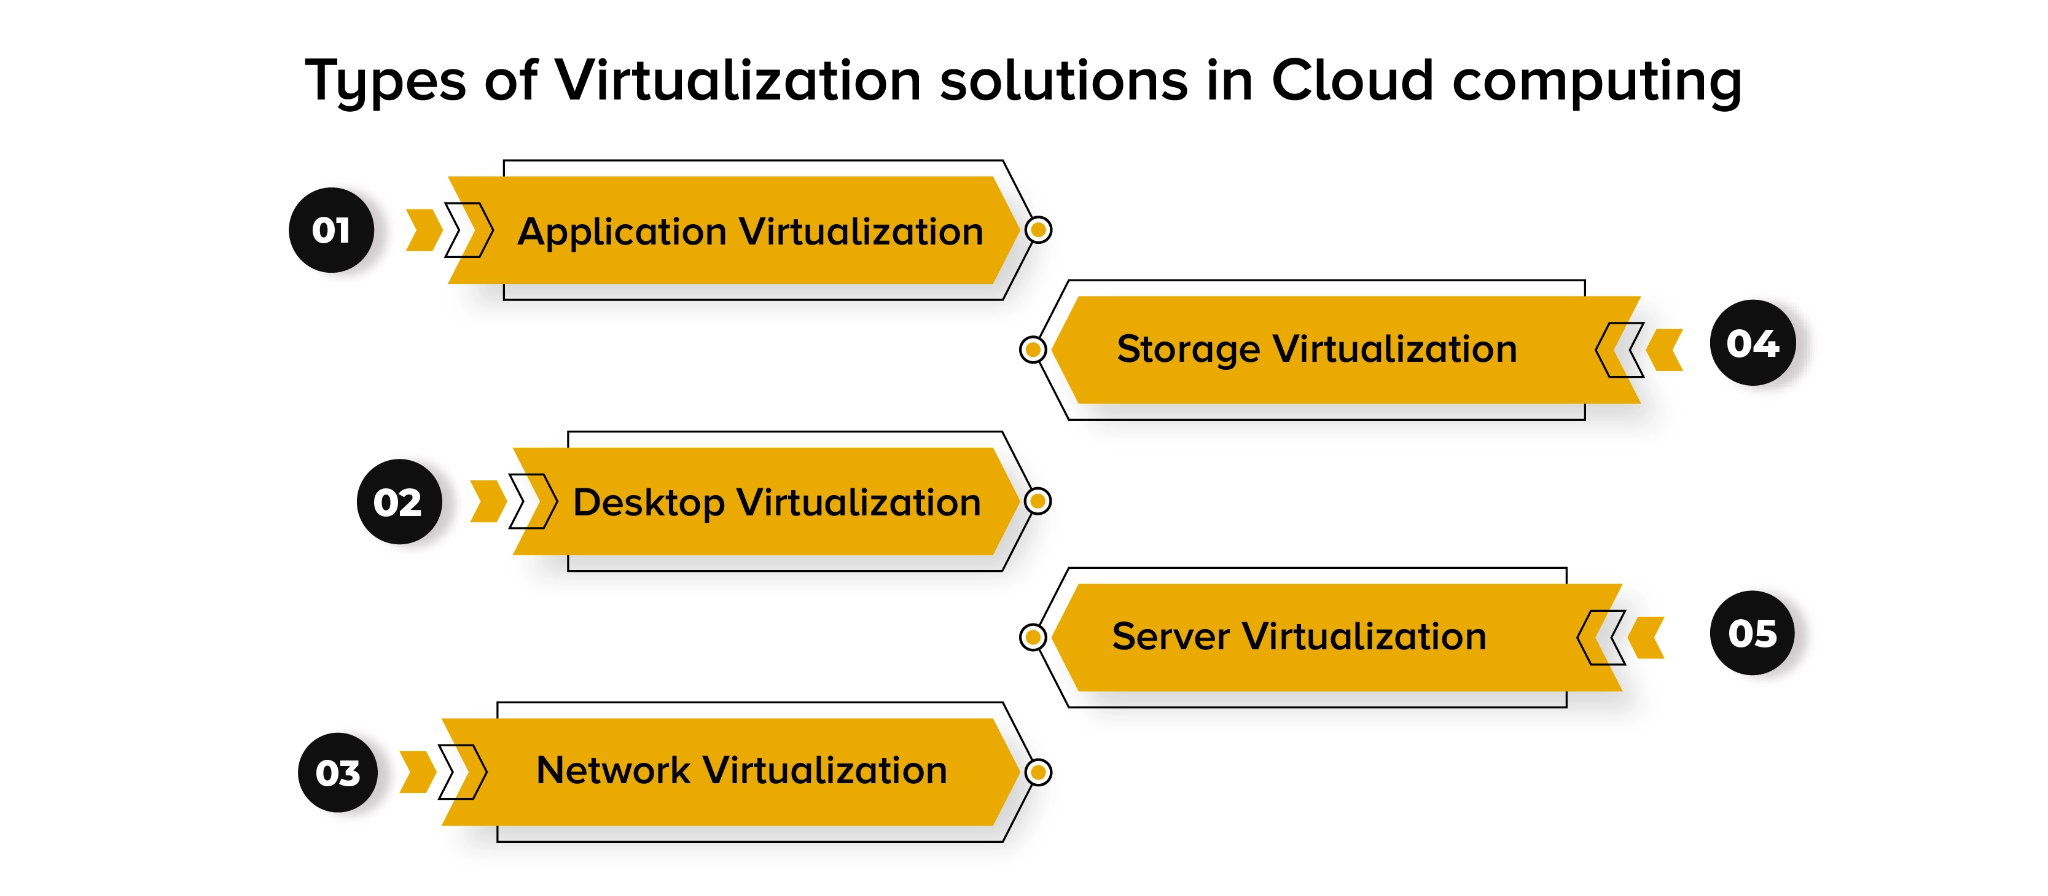 Types of Virtualization solutions in Cloud computing
01
Application Virtualization
Storage Virtualization
04
02
Desktop Virtualization
Server Virtualization
05
03
Network Virtualization